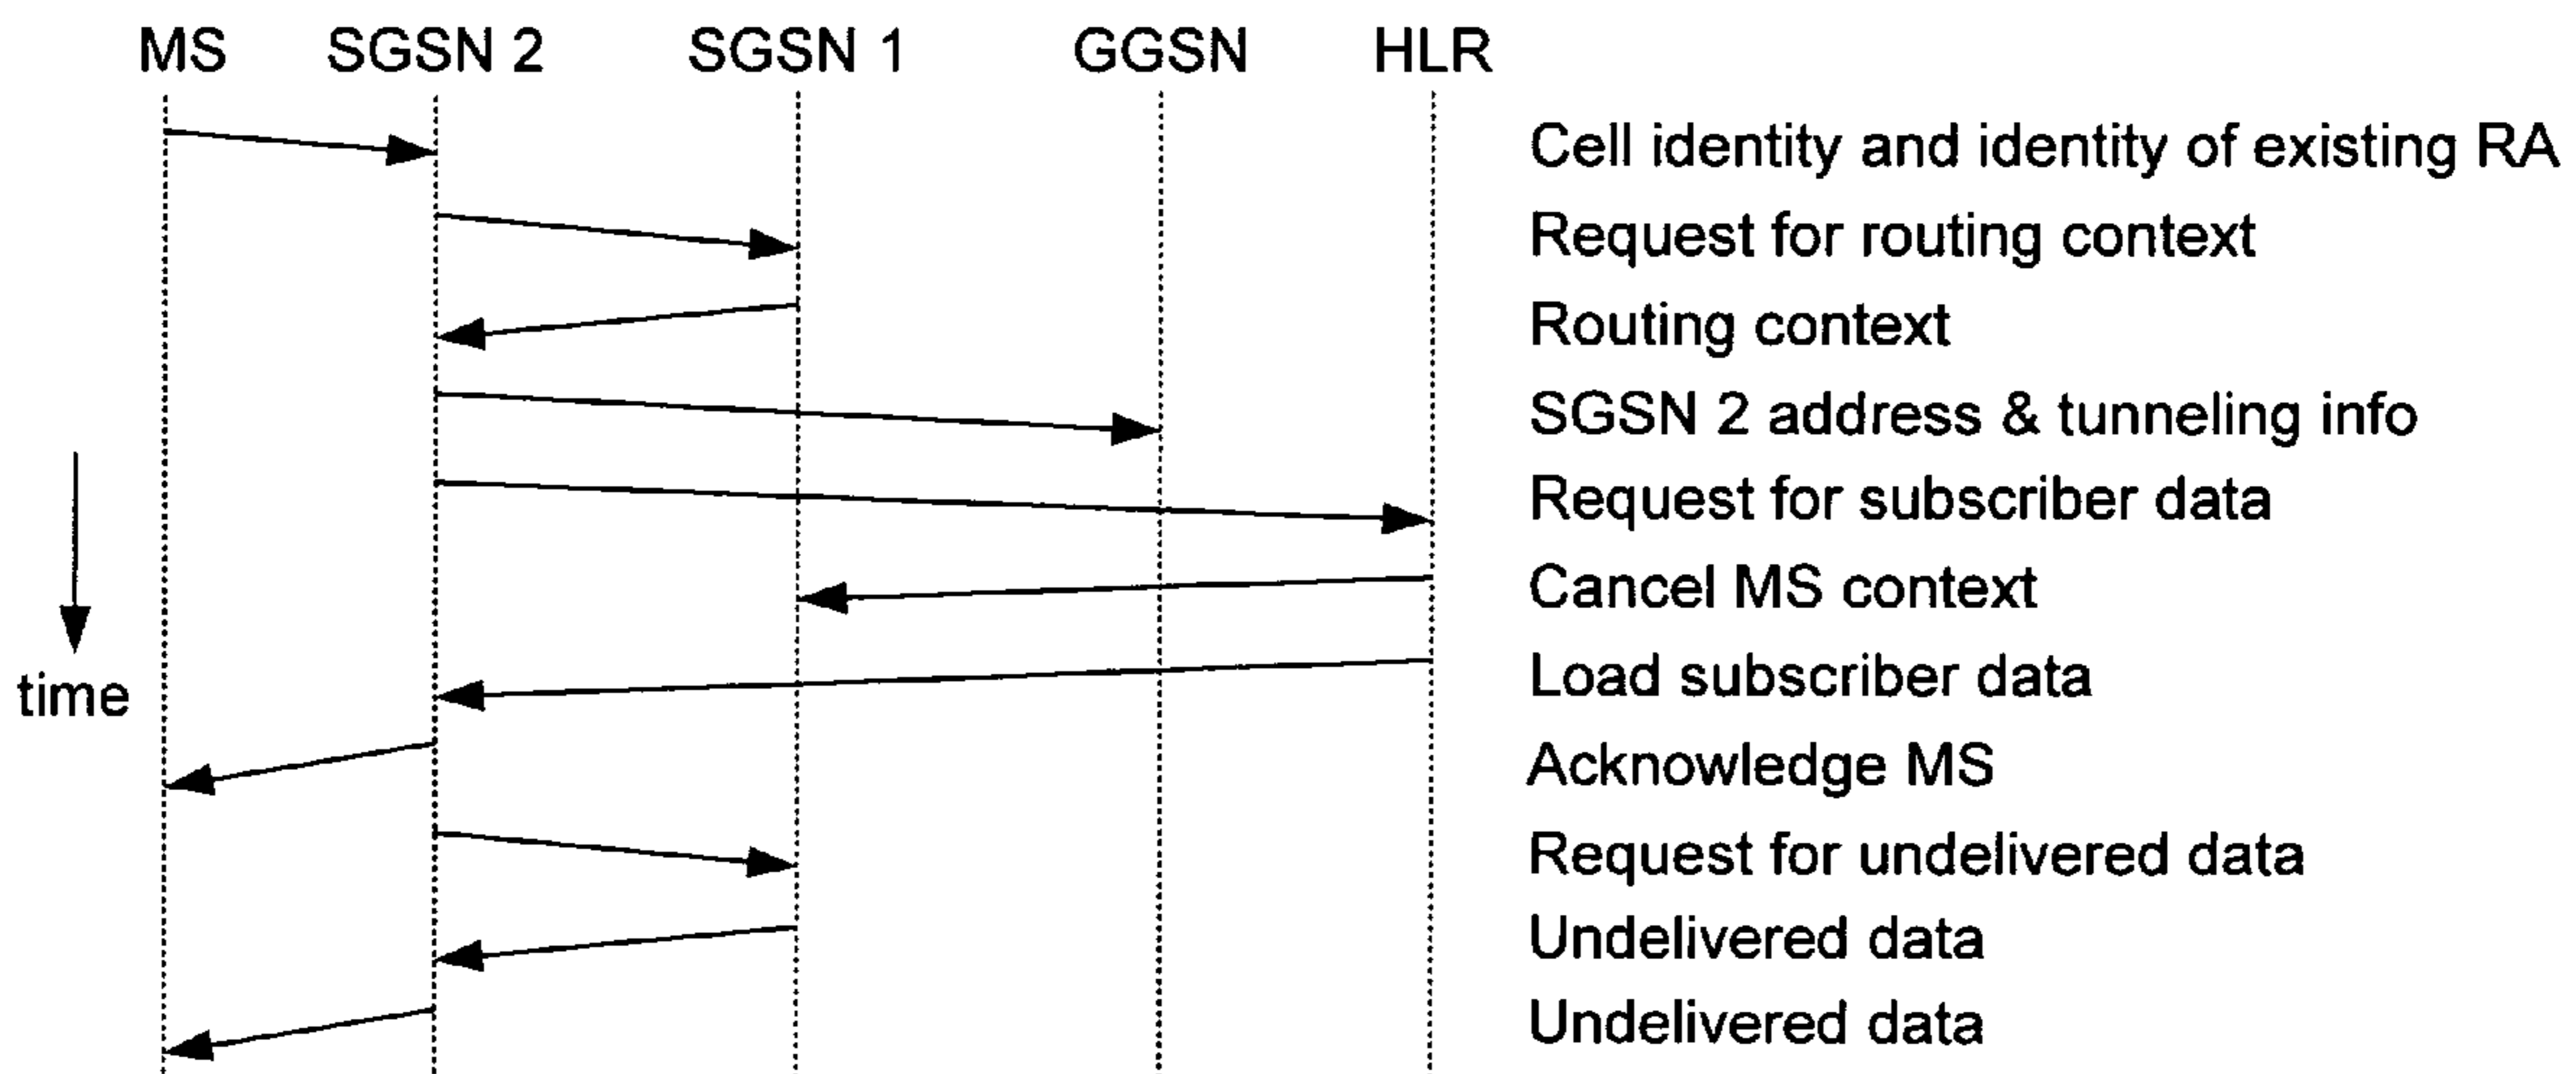 MS SGSN 2 SGSN 1 GGSN HLR
Cell identity and identity of existing RA
Request for routing context
Routing context
SGSN 2 address & tunneling info
Request for subscriber data
Cancel MS context
Load subscriber data
time
Acknowledge MS
Request for undelivered data
Undelivered data
Undelivered data